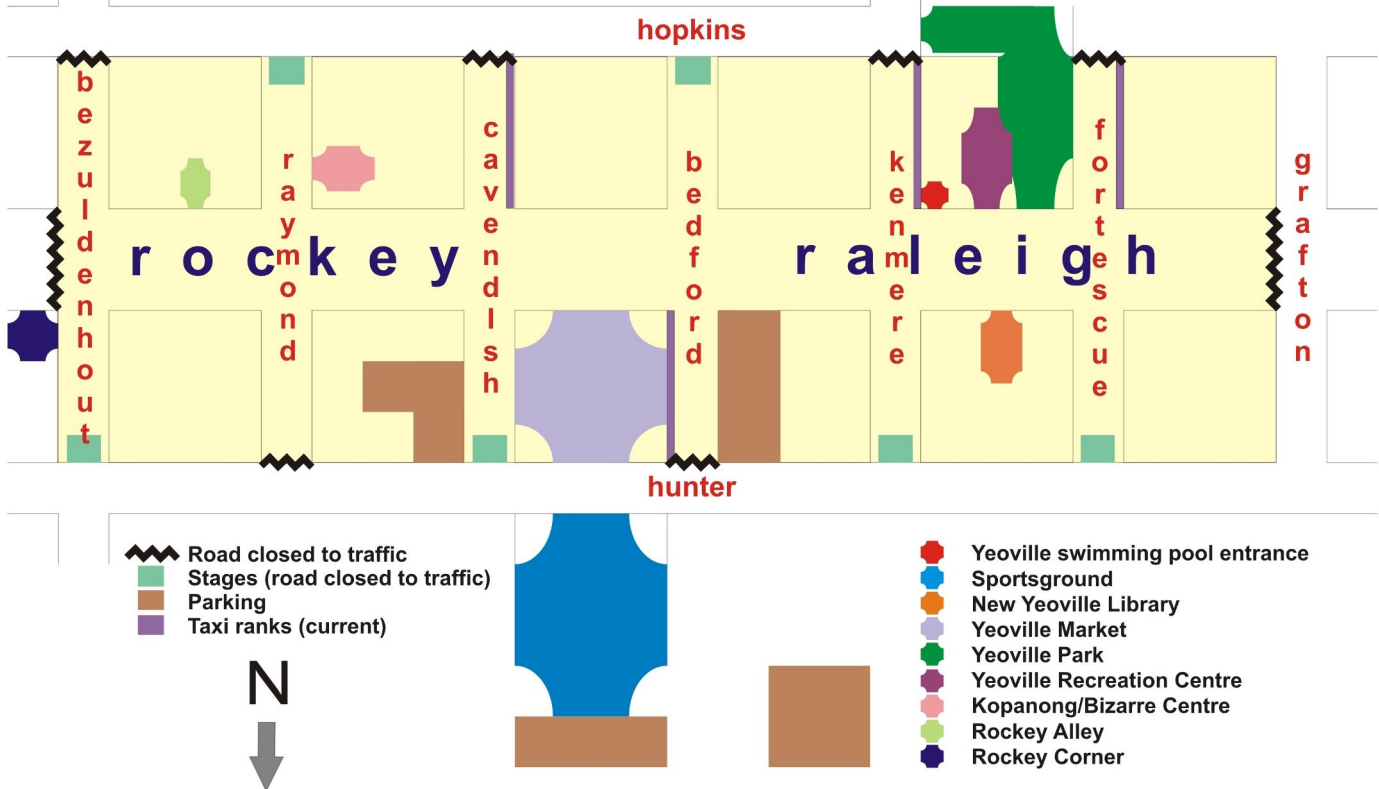 hopkins
bezuIdenhout
raymond
cavendIsh
bedford
kenmere
fortescue
grafton
rockey
raleigh
hunter
Road closed to traffic
Stages (road closed to traffic)
Parking
Taxi ranks (current)
N
Yeoville swimming pool entrance
Sportsground
New Yeoville Library
Yeoville Market
Yeoville Park
Yeoville Recreation Centre
Kopanong/Bizarre Centre
Rockey Alley
Rockey Corner